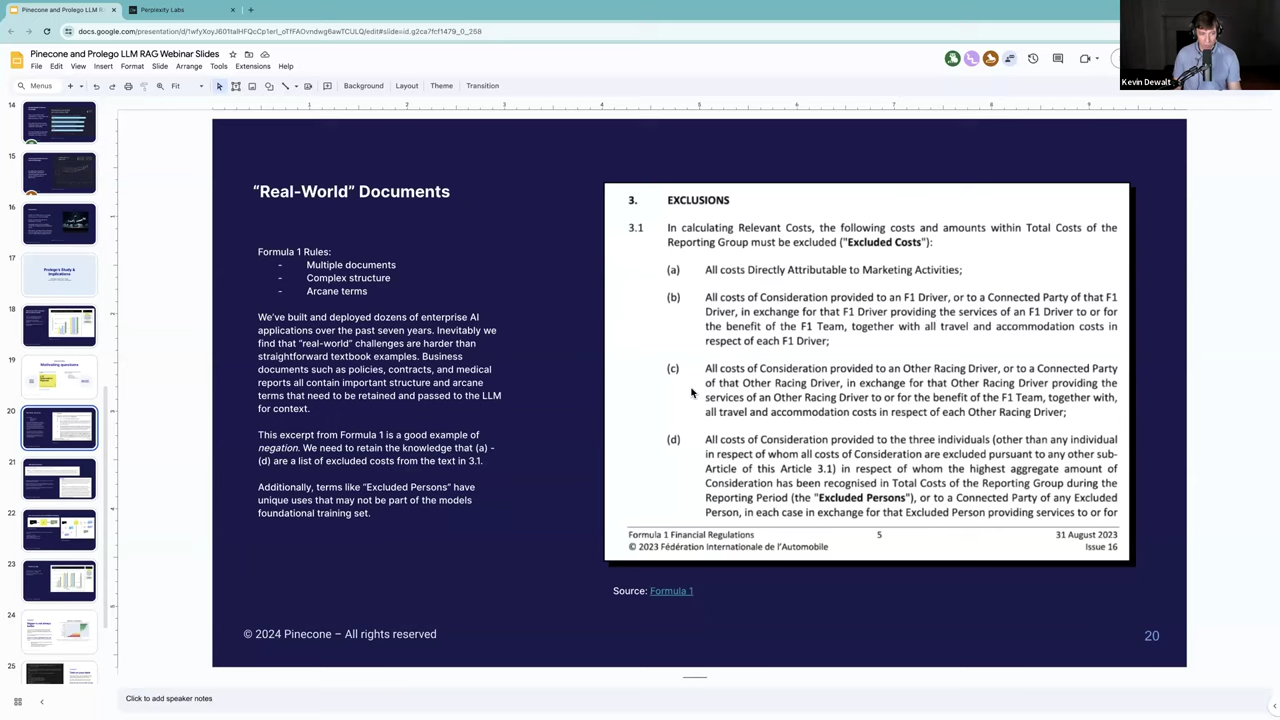 Pinecone and Prolego LLM R
Perplexity Labs
docs.google.com/presentation/d/1wfyXoyJ601talHFQcCp1erl_oTfFAOvndwg6awTCULQ/edit#slide=id.g2ca7fcf1479_0_258
Pinecone and Prolego LLM RAG Webinar Slides
File Edit View Insert Format Slide Arrange Tools Extensions Help
Menus
Fit
Background Layout Theme Transition
Kevin Dewalt
14
15
16
17
Prolego's Study &
Implications
18
19
Motivating questions
20
21
22
23
24
25
"Real-World" Documents
Formula 1 Rules:
- Multiple documents
- Complex structure
- Arcane terms
We've built and deployed dozens of enterprise AI
applications over the past seven years. Inevitably we
find that "real-world" challenges are harder than
straightforward textbook examples. Business
documents such as policies, contracts, and medical
reports all contain important structure and arcane
terms that need to be retained and passed to the LLM
for context.
This excerpt from Formula 1 is a good example of
negation. We need to retain the knowledge that (a) -
(d) are a list of excluded costs from the text in 3.1.
Additionally, terms like "Excluded Persons" have
unique uses that may not be part of the models
foundational training set.
3. EXCLUSIONS
3.1 In calculating Relevant Costs, the following costs and amounts within Total Costs of the
Reporting Group must be excluded ("Excluded Costs"):
(a) All costs Directly Attributable to Marketing Activities;
(b) All costs of Consideration provided to an F1 Driver, or to a Connected Party of that F1
Driver, in exchange for that F1 Driver providing the services of an F1 Driver to or for
the benefit of the F1 Team, together with all travel and accommodation costs in
respect of each F1 Driver;
(c) All costs of Consideration provided to an Other Racing Driver, or to a Connected Party
of that Other Racing Driver, in exchange for that Other Racing Driver providing the
services of an Other Racing Driver to or for the benefit of the F1 Team, together with,
all travel and accommodation costs in respect of each Other Racing Driver;
(d) All costs of Consideration provided to the three individuals (other than any individual
in respect of whom all costs of Consideration are excluded pursuant to any other sub-
Article of this Article 3.1) in respect of whom the highest aggregate amount of
Consideration has been recognised in Total Costs of the Reporting Group during the
Reporting Period (the "Excluded Persons"), or to a Connected Party of any Excluded
Person, in each case in exchange for that Excluded Person providing services to or for
Formula 1 Financial Regulations 5 31 August 2023
© 2023 Fédération Internationale de l'Automobile Issue 16
Source: Formula 1
© 2024 Pinecone – All rights reserved
20
Click to add speaker notes